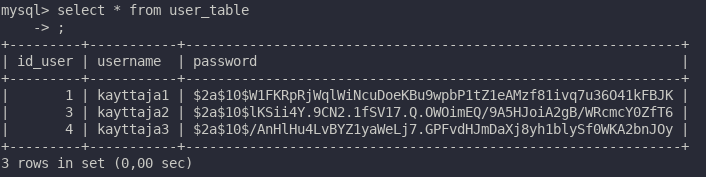 mysql> select * from user_table
    -> ;
+---------+-----------+--------------------------------------------------------------+
| id_user | username  | password                                                     |
+---------+-----------+--------------------------------------------------------------+
|       1 | kayttaja1 | $2a$10$W1FKRpRjWqlWiNcuDoeKBu9wpbP1tZ1eAMzf81ivq7u36O41kFBJK |
|       3 | kayttaja2 | $2a$10$lKSii4Y.9CN2.1fSV17.Q.OWOimEQ/9A5HJoiA2gB/WRcmcY0ZfT6 |
|       4 | kayttaja3 | $2a$10$/AnHlHu4LvBYZ1yaWeLj7.GPFvdHJmDaXj8yh1blySf0WKA2bnJOy |
+---------+-----------+--------------------------------------------------------------+
3 rows in set (0,00 sec)